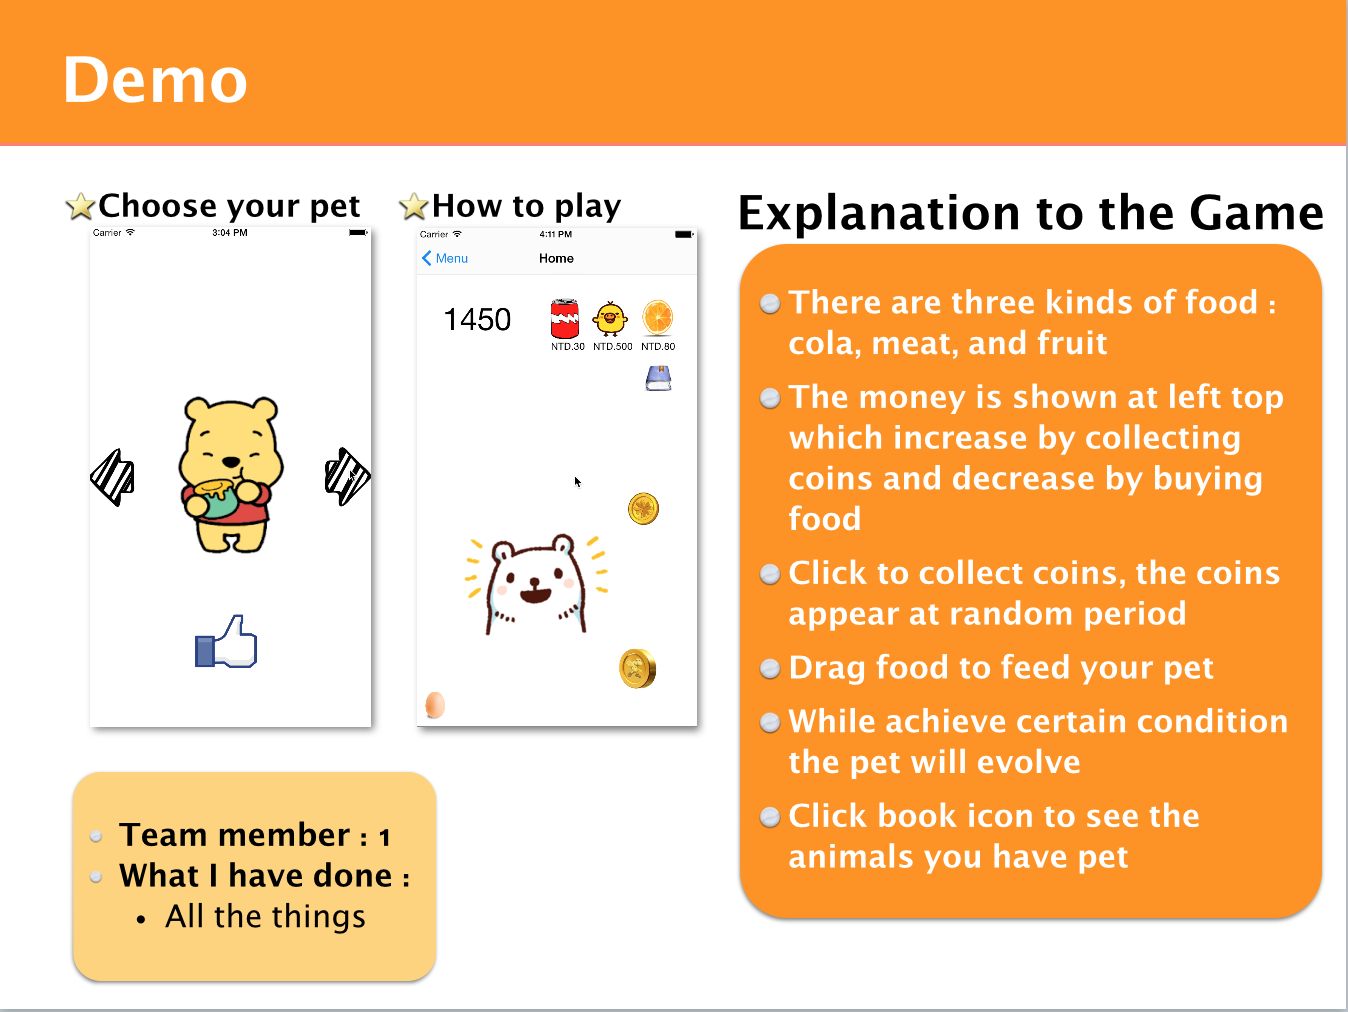 Demo
Choose your pet
Carrier 3:04 PM
How to play
Carrier 4:11 PM
Menu Home
1450
NTD.30 NTD.500 NTD.80
Explanation to the Game
There are three kinds of food :
cola, meat, and fruit
The money is shown at left top
which increase by collecting
coins and decrease by buying
food
Click to collect coins, the coins
appear at random period
Drag food to feed your pet
While achieve certain condition
the pet will evolve
Click book icon to see the
animals you have pet
Team member : 1
What I have done :
• All the things